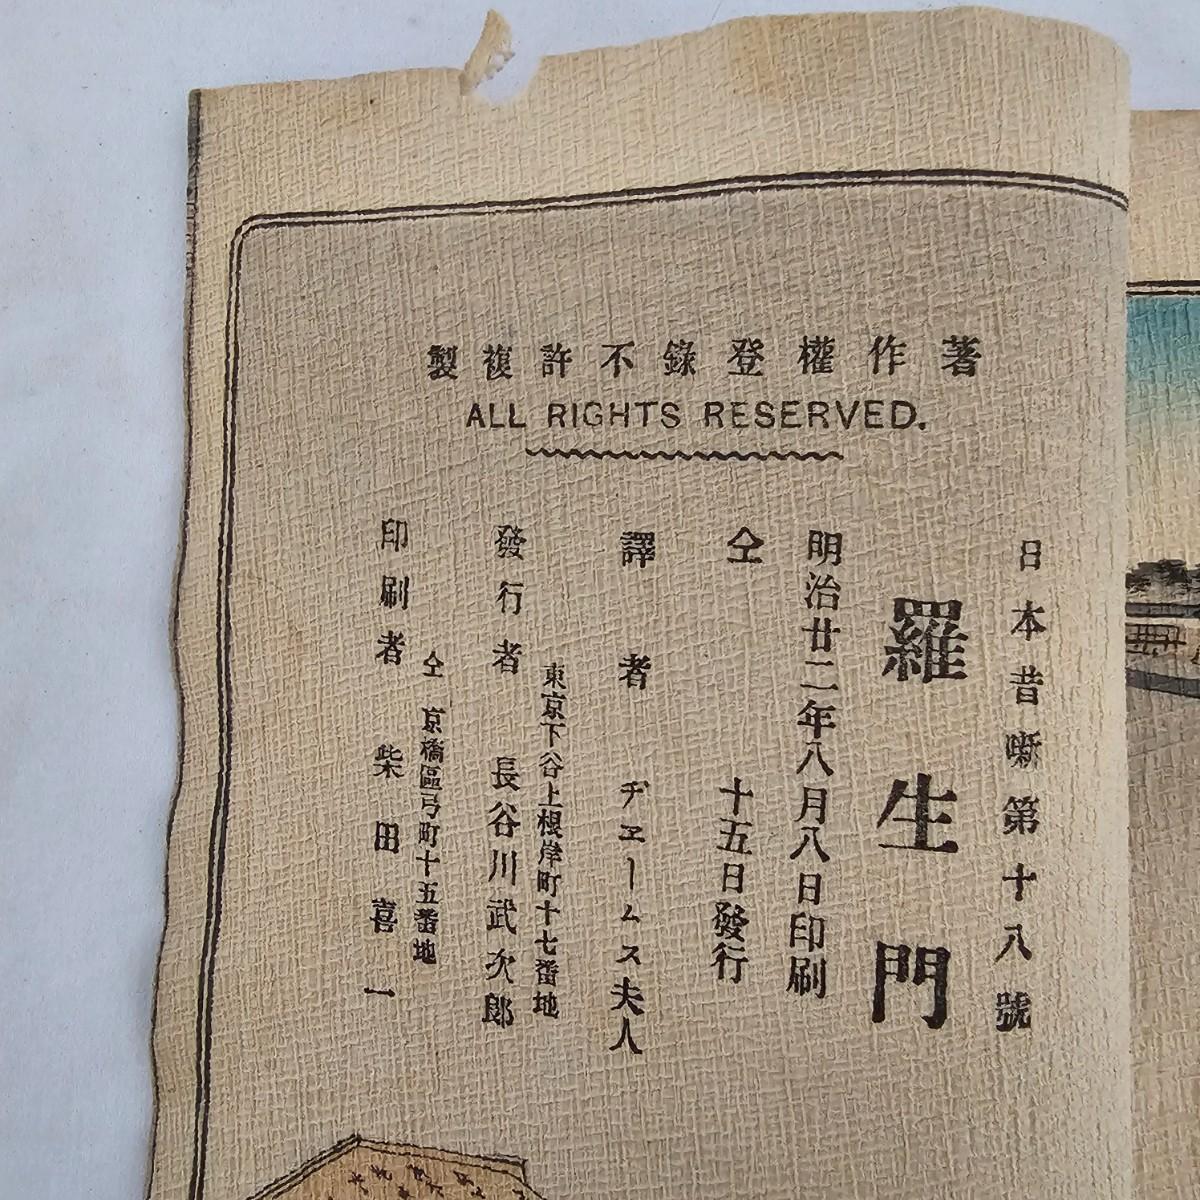 著作權登錄不許複製
ALL RIGHTS RESERVED.
日本昔噺第十八號
羅生門
明治廿二年八月八日印刷
仝 十五日發行
譯者 ヂヱームス夫人
東京下谷上根岸町十七番地
發行者 長谷川武次郎
仝 京橋區弓町十五番地
印刷者 柴田喜一